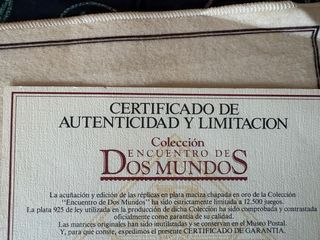 CERTIFICADO DE
AUTENTICIDAD Y LIMITACION
Colección
ENCUENTRO DE
DOS MUNDOS
La acuñación y edición de las réplicas en plata maciza chapada en oro de la Colección
"Encuentro de Dos Mundos" ha sido estrictamente limitada a 12.500 juegos.
La plata 925 de ley utilizada en la producción de dicha Colección ha sido comprobada y contrastada
oficialmente como garantía de su calidad.
Las matrices originales han sido inutilizadas y se conservan en el Museo Postal.
Y, para que conste, expedimos el presente CERTIFICADO DE GARANTIA.